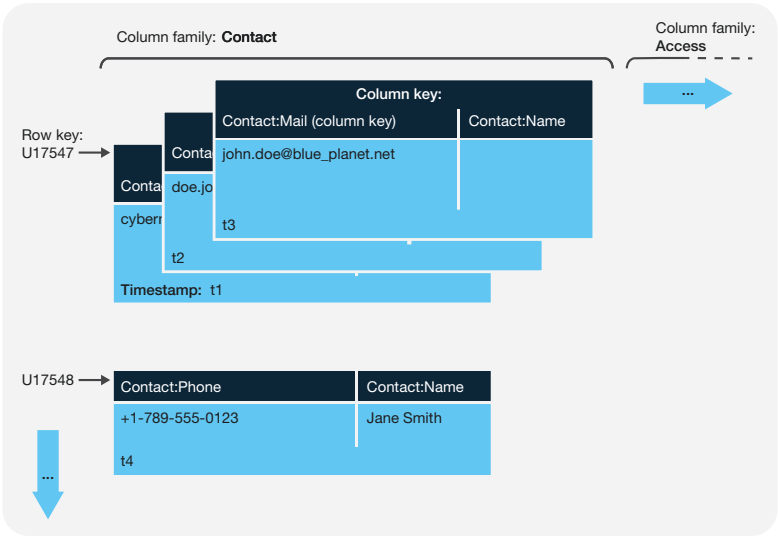 Column family: Contact
Column family:
Access
...
Column key:
Contact:Mail (column key)
Contact:Name
Row key:
U17547
john.doe@blue_planet.net
t3
t2
Timestamp: t1
U17548
Contact:Phone
Contact:Name
+1-789-555-0123
Jane Smith
t4
...